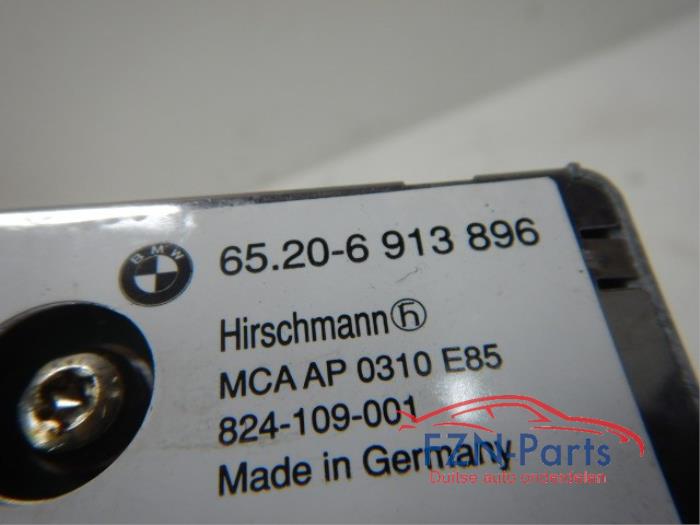 BMW
65.20-6 913 896
Hirschmann h
MCA AP 0310 E85
824-109-001
Made in Germany
FZN-Parts
Duitse auto onderdelen